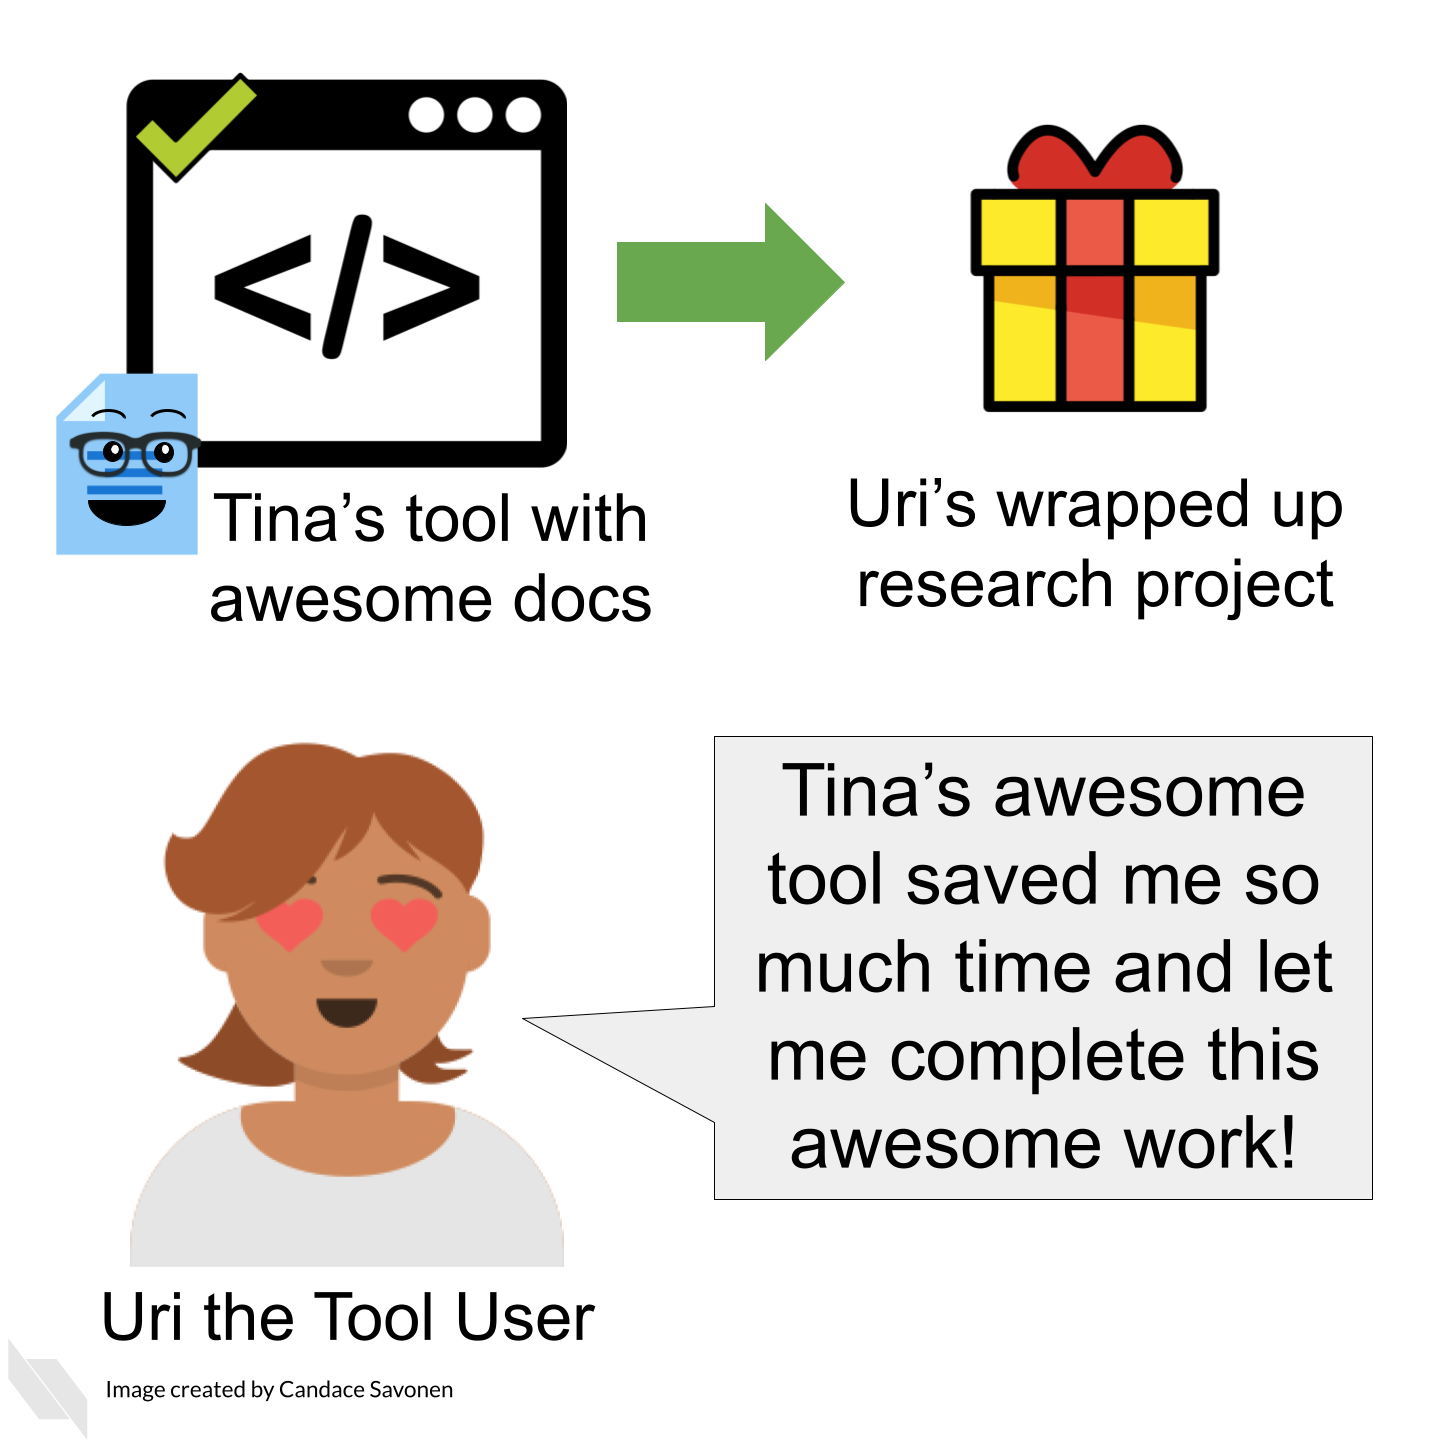 </>
Tina’s tool with
awesome docs
Uri’s wrapped up
research project
Tina’s awesome
tool saved me so
much time and let
me complete this
awesome work!
Uri the Tool User
Image created by Candace Savonen